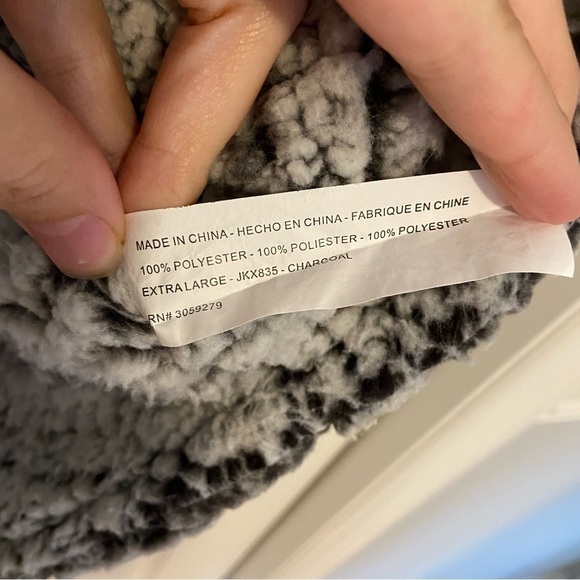 MADE IN CHINA - HECHO EN CHINA - FABRIQUE EN CHINE
100% POLYESTER - 100% POLIESTER - 100% POLYESTER
EXTRA LARGE - JKX835 - CHARCOAL
RN# 3059279